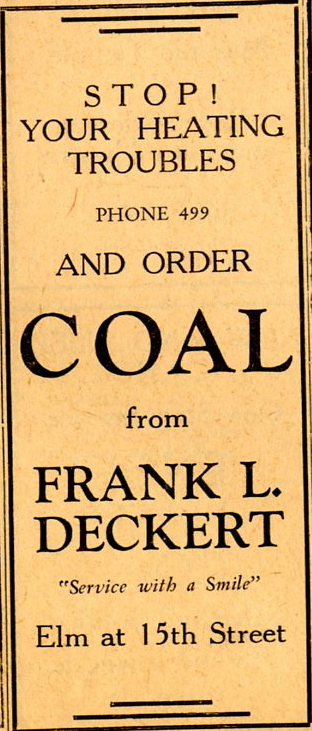 STOP!
YOUR HEATING
TROUBLES
PHONE 499
AND ORDER
COAL
from
FRANK L.
DECKERT
"Service with a Smile"
Elm at 15th Street